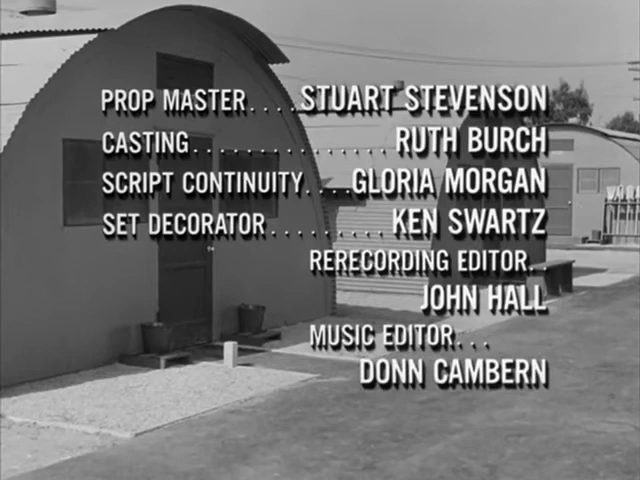 PROP MASTER....STUART STEVENSON
CASTING..............RUTH BURCH
SCRIPT CONTINUITY....GLORIA MORGAN
SET DECORATOR.........KEN SWARTZ
RERECORDING EDITOR..
JOHN HALL
MUSIC EDITOR...
DONN CAMBERN